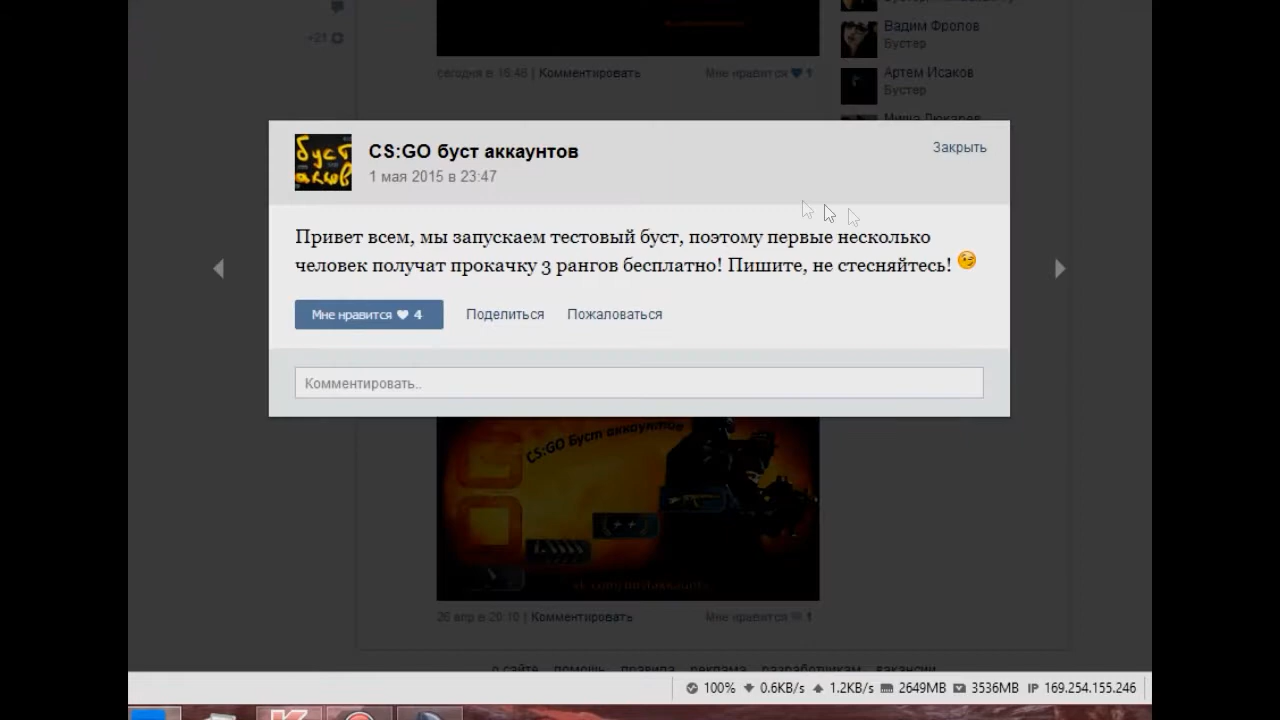 +21
сегодня в 16:46 | Комментировать
Мне нравится 1
Вадим Фролов
Бустер
Артем Исаков
Бустер
буст
аксов
CS:GO буст аккаунтов
1 мая 2015 в 23:47
Закрыть
Привет всем, мы запускаем тестовый буст, поэтому первые несколько
человек получат прокачку 3 рангов бесплатно! Пишите, не стесняйтесь!
Мне нравится 4
Поделиться
Пожаловаться
Комментировать..
CS:GO Буст аккаунтов
26 апр в 20:10 | Комментировать
Мне нравится 1
о сайте помощь правила реклама разработчикам вакансии
100% 0.6KB/s 1.2KB/s 2649MB 3536MB IP 169.254.155.246